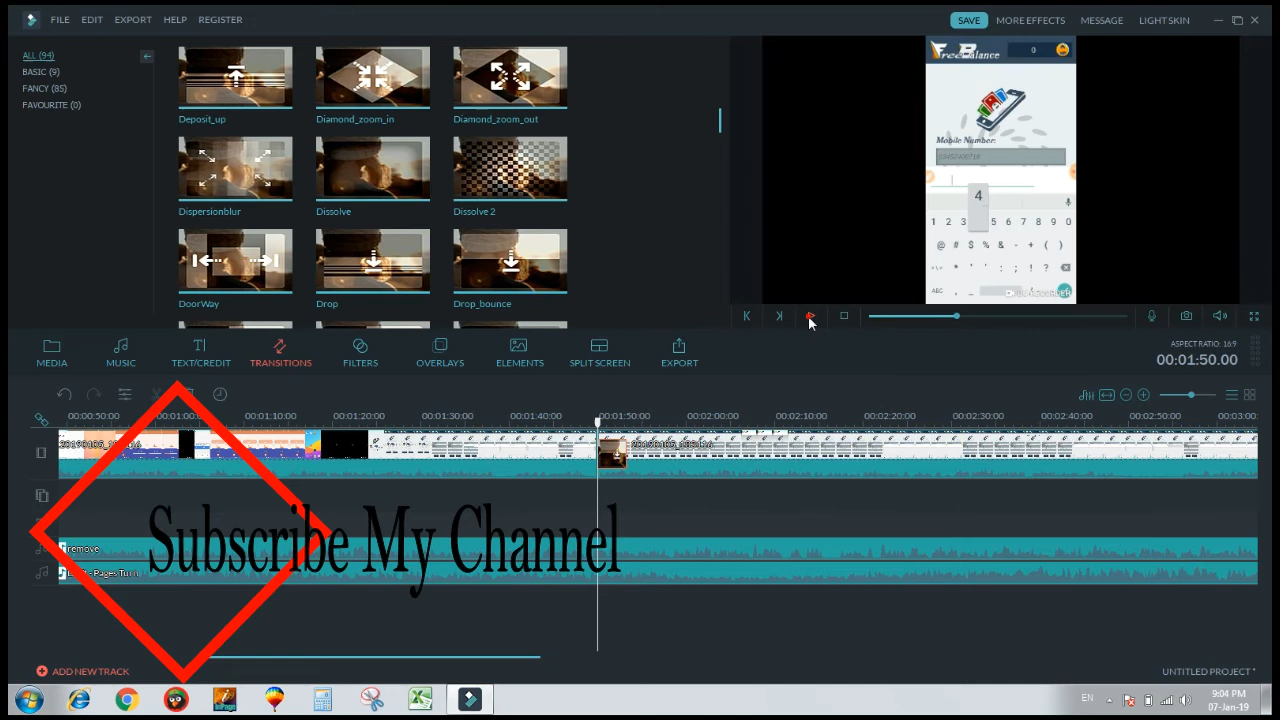 FILE EDIT EXPORT HELP REGISTER
SAVE MORE EFFECTS MESSAGE LIGHT SKIN
ALL (94)
BASIC (9)
FANCY (85)
FAVOURITE (0)
Deposit_up Diamond_zoom_in Diamond_zoom_out
Dispersionblur Dissolve Dissolve 2
DoorWay Drop Drop_bounce
FreeBalance 0
Mobile Number:
4
1 2 3 5 6 7 8 9 0
@ # $ % & - + ( )
* " ' : ; ! ?
ABC , _ .
MEDIA MUSIC TEXT/CREDIT TRANSITIONS FILTERS OVERLAYS ELEMENTS SPLIT SCREEN EXPORT
ASPECT RATIO: 16:9
00:01:50.00
00:00:50:00 00:01:00:00 00:01:10:00 00:01:20:00 00:01:30:00 00:01:40:00 00:01:50:00 00:02:00:00 00:02:10:00 00:02:20:00 00:02:30:00 00:02:40:00 00:02:50:00 00:03:00:
Subscribe My Channel
remove
Pages Turn
ADD NEW TRACK
UNTITLED PROJECT *
EN
9:04 PM
07-Jan-19